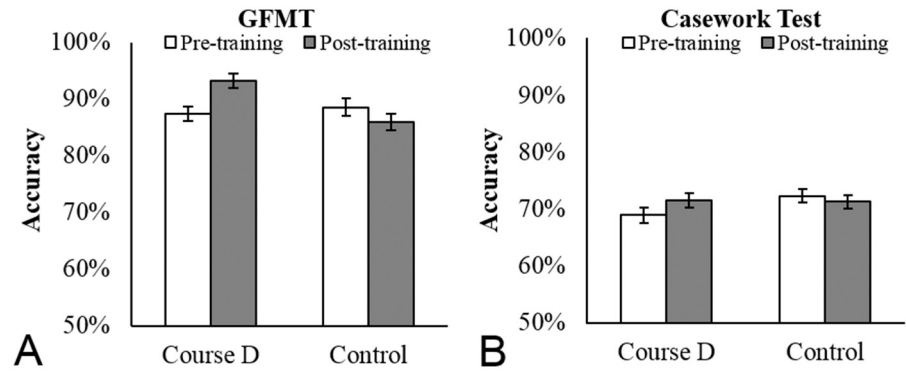 GFMT
100%
Pre-training Post-training
90%
80%
70%
60%
50%
Accuracy
Course D Control
A
Casework Test
100%
Pre-training Post-training
90%
80%
70%
60%
50%
Accuracy
Course D Control
B